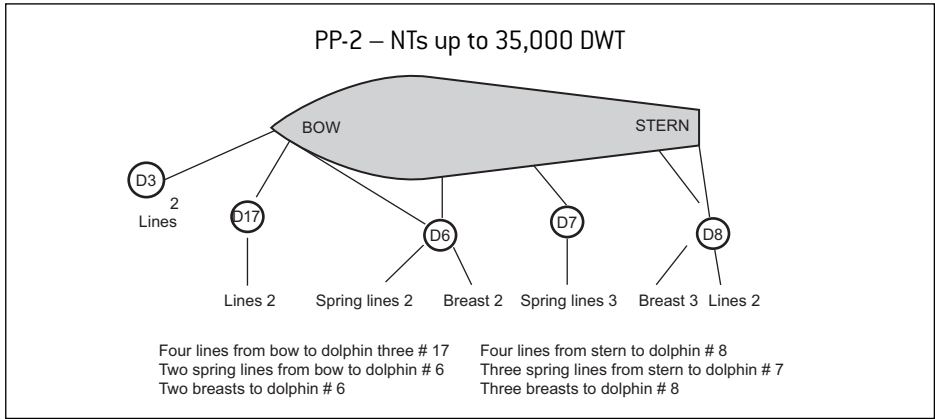 PP-2 – NTs up to 35,000 DWT
BOW
STERN
D3
2
Lines
D17
D6
D7
D8
Lines 2
Spring lines 2
Breast 2
Spring lines 3
Breast 3
Lines 2
Four lines from bow to dolphin three # 17
Two spring lines from bow to dolphin # 6
Two breasts to dolphin # 6
Four lines from stern to dolphin # 8
Three spring lines from stern to dolphin # 7
Three breasts to dolphin # 8